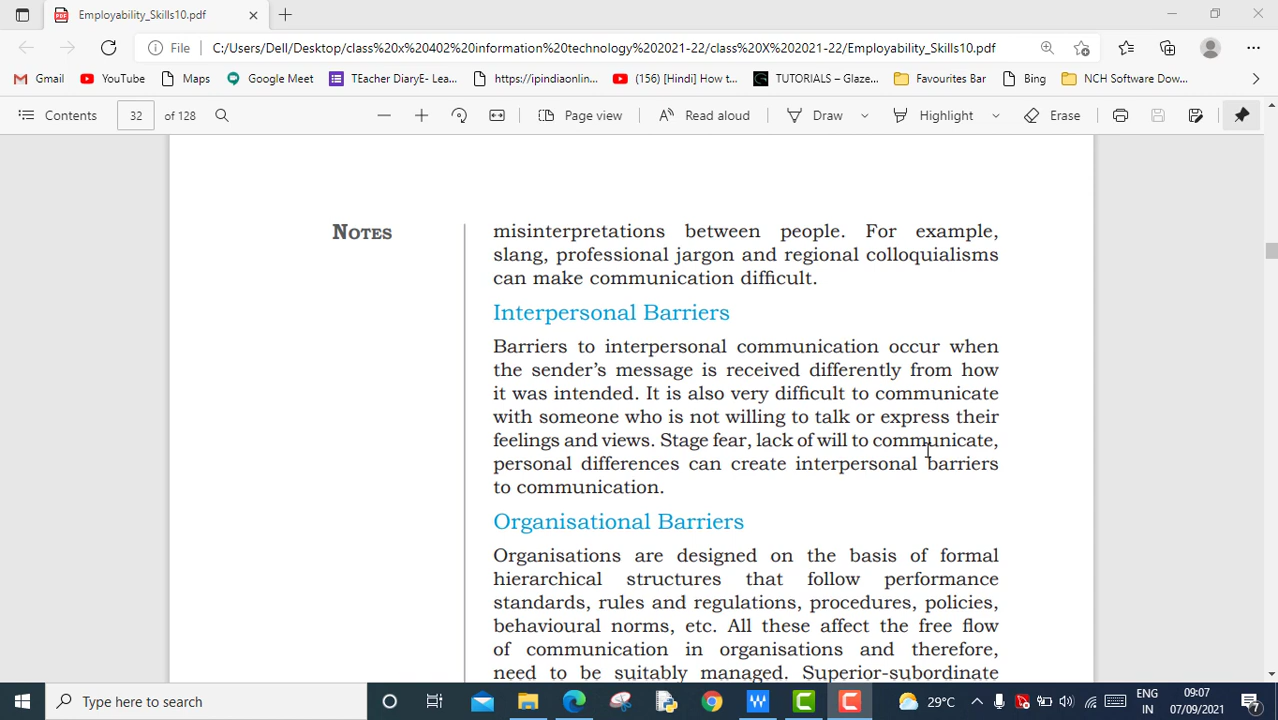 Employability_Skills10.pdf
File C:/Users/Dell/Desktop/class%20x%20402%20information%20technology%202021-22/class%20X%202021-22/Employability_Skills10.pdf
Gmail YouTube Maps Google Meet TEacher DiaryE- Lea... https://ipindiaonlin... (156) [Hindi] How t... TUTORIALS – Glaze... Favourites Bar Bing NCH Software Dow...
Contents 32 of 128 Page view Read aloud Draw Highlight Erase
NOTES
misinterpretations between people. For example,
slang, professional jargon and regional colloquialisms
can make communication difficult.
Interpersonal Barriers
Barriers to interpersonal communication occur when
the sender's message is received differently from how
it was intended. It is also very difficult to communicate
with someone who is not willing to talk or express their
feelings and views. Stage fear, lack of will to communicate,
personal differences can create interpersonal barriers
to communication.
Organisational Barriers
Organisations are designed on the basis of formal
hierarchical structures that follow performance
standards, rules and regulations, procedures, policies,
behavioural norms, etc. All these affect the free flow
of communication in organisations and therefore,
need to be suitably managed. Superior-subordinate
Type here to search
29°C
ENG
IN
09:07
07/09/2021
7